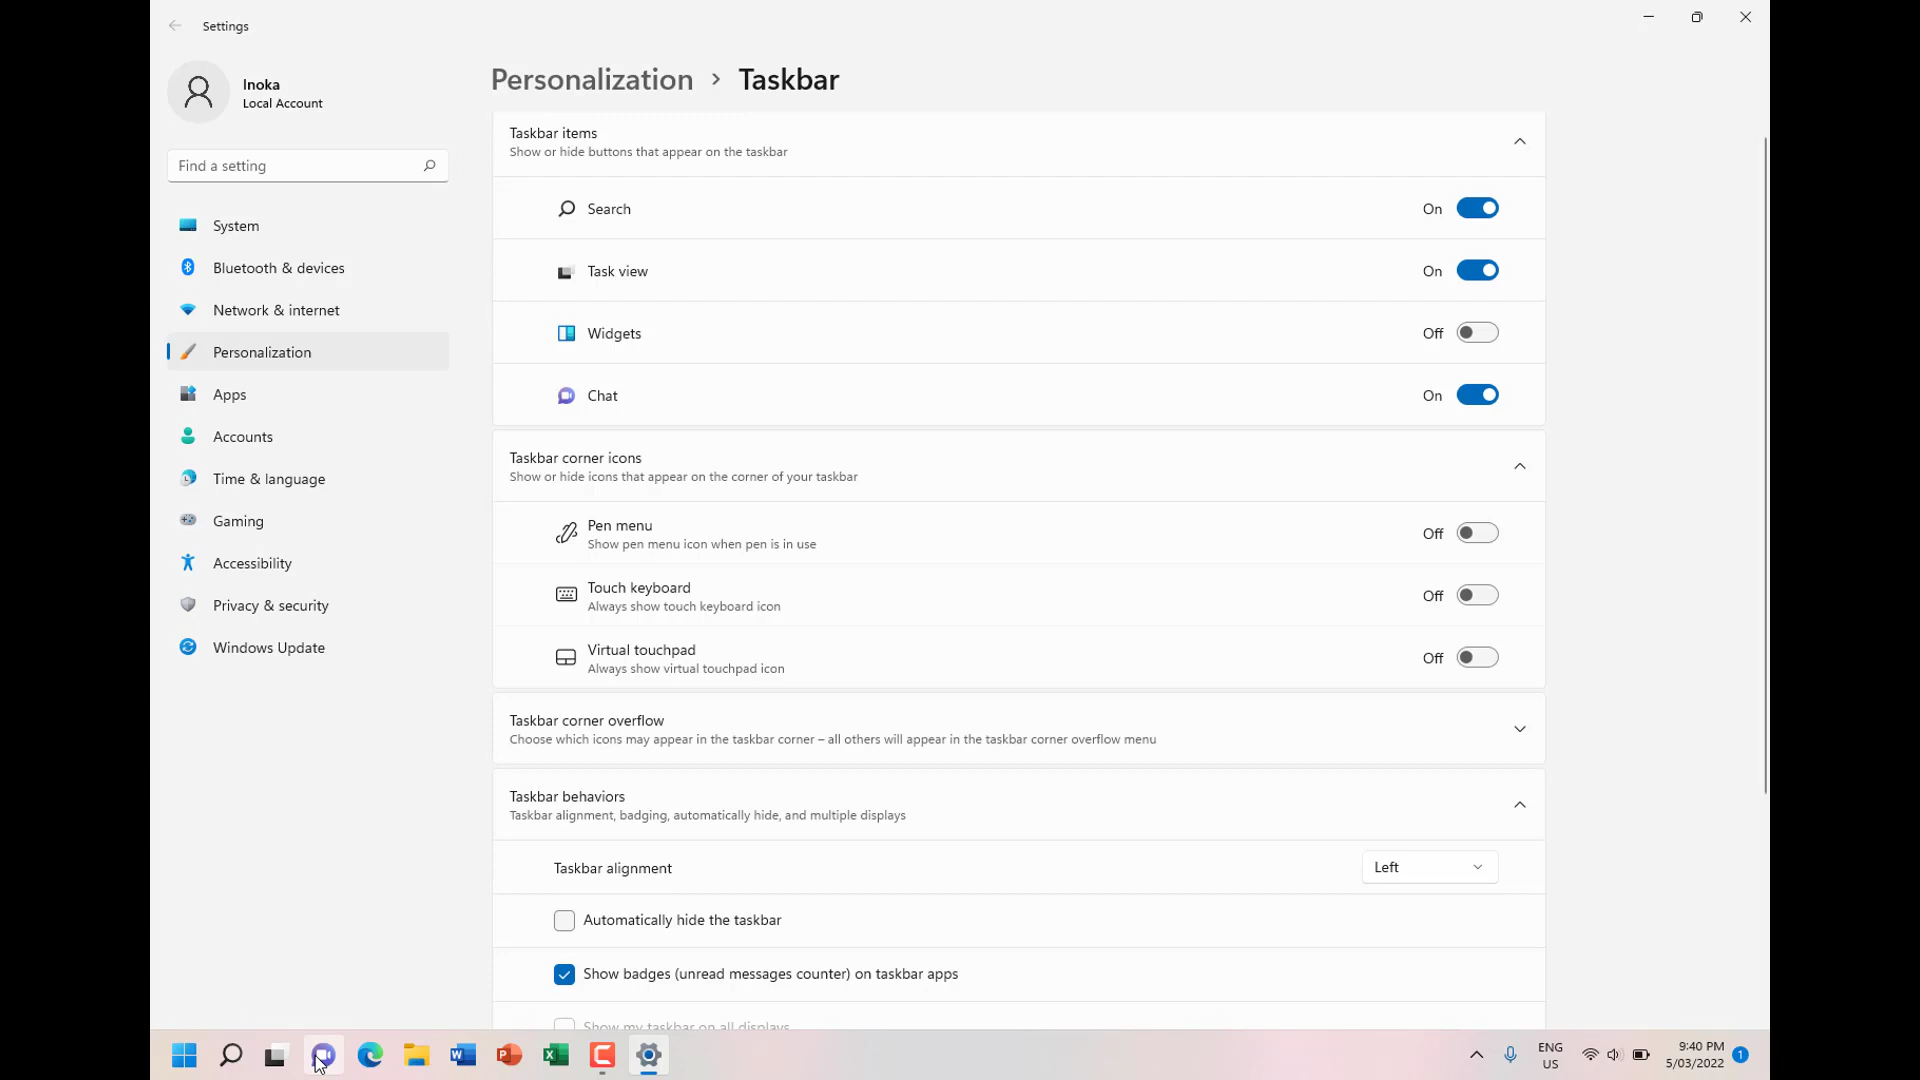 Settings
Inoka
Local Account
Find a setting
System
Bluetooth & devices
Network & internet
Personalization
Apps
Accounts
Time & language
Gaming
Accessibility
Privacy & security
Windows Update
Personalization > Taskbar
Taskbar items
Show or hide buttons that appear on the taskbar
Search On
Task view On
Widgets Off
Chat On
Taskbar corner icons
Show or hide icons that appear on the corner of your taskbar
Pen menu
Show pen menu icon when pen is in use
Off
Touch keyboard
Always show touch keyboard icon
Off
Virtual touchpad
Always show virtual touchpad icon
Off
Taskbar corner overflow
Choose which icons may appear in the taskbar corner – all others will appear in the taskbar corner overflow menu
Taskbar behaviors
Taskbar alignment, badging, automatically hide, and multiple displays
Taskbar alignment Left
Automatically hide the taskbar
Show badges (unread messages counter) on taskbar apps
Show my taskbar on all displays
ENG
US
9:40 PM
5/03/2022
1